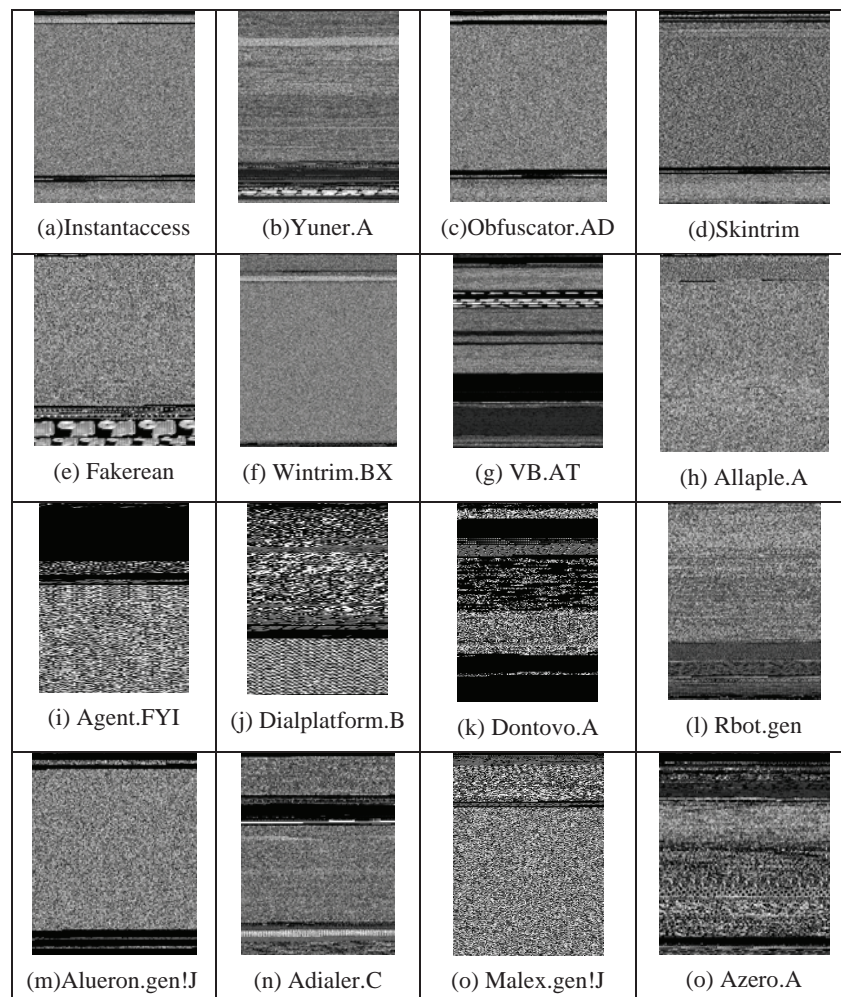 (a)Instantaccess
(b)Yuner.A
(c)Obfuscator.AD
(d)Skintrim
(e) Fakerean
(f) Wintrim.BX
(g) VB.AT
(h) Allaple.A
(i) Agent.FYI
(j) Dialplatform.B
(k) Dontovo.A
(l) Rbot.gen
(m)Alueron.gen!J
(n) Adialer.C
(o) Malex.gen!J
(o) Azero.A